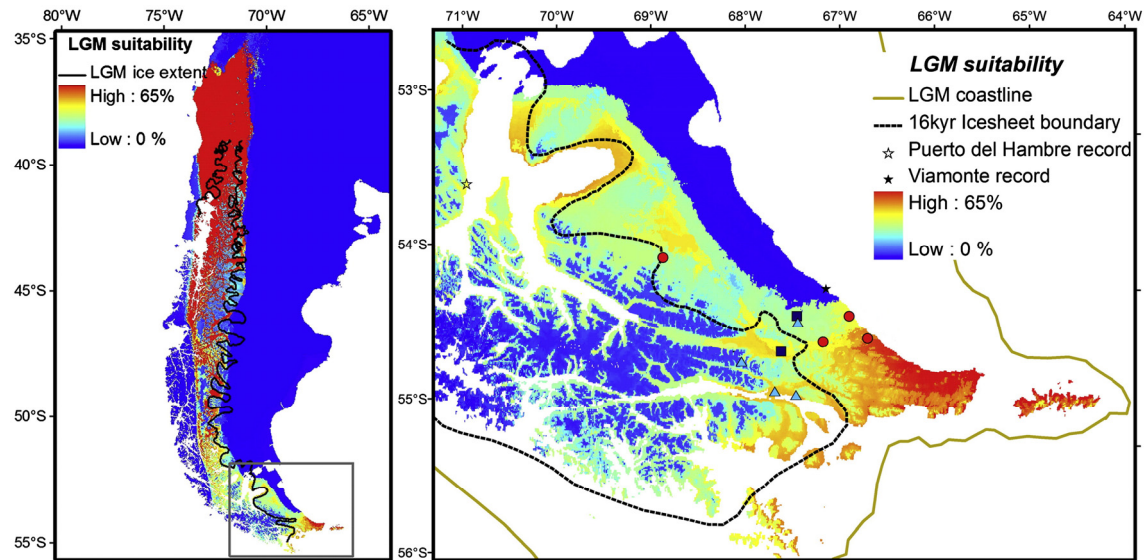 80°W 75°W 70°W 65°W
35°S
40°S
45°S
50°S
55°S
LGM suitability
LGM ice extent
High : 65%
Low : 0 %
71°W 70°W 69°W 68°W 67°W 66°W 65°W 64°W
53°S
54°S
55°S
56°S
LGM suitability
LGM coastline
16kyr Icesheet boundary
Puerto del Hambre record
Viamonte record
High : 65%
Low : 0 %